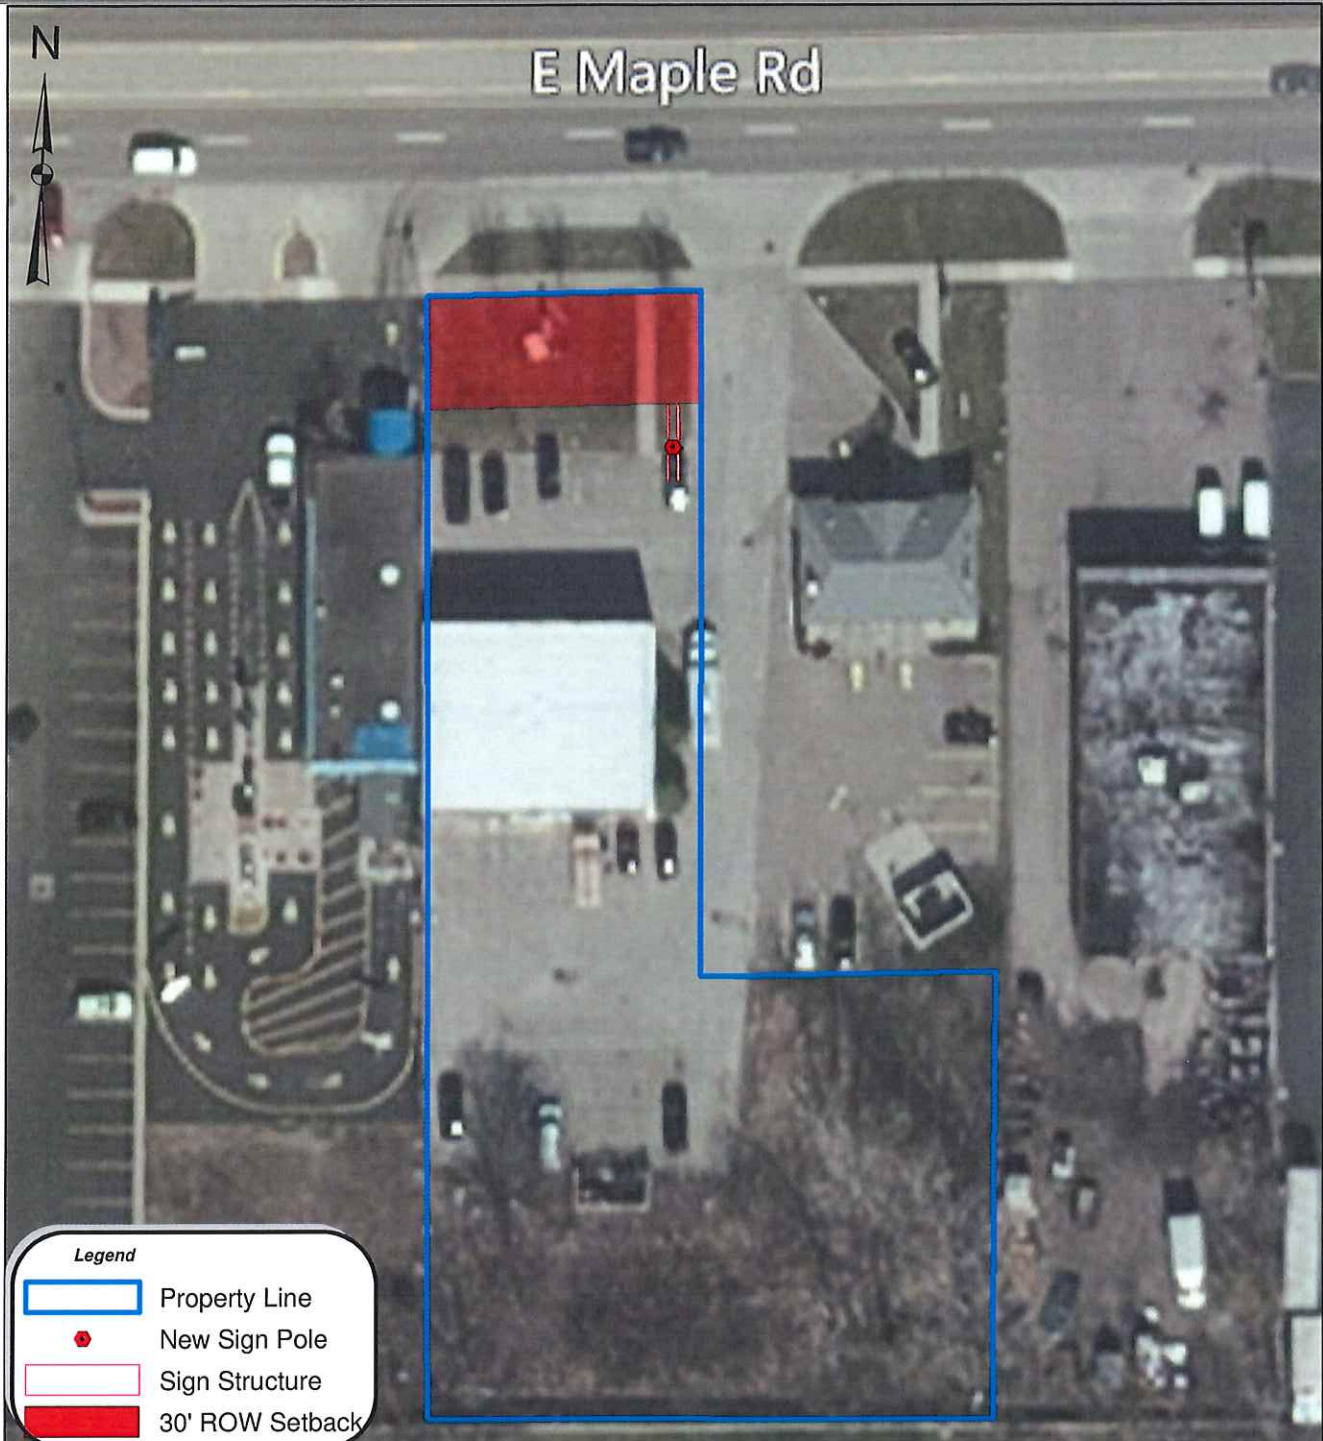 N
E Maple Rd
Legend
Property Line
New Sign Pole
Sign Structure
30' ROW Setback